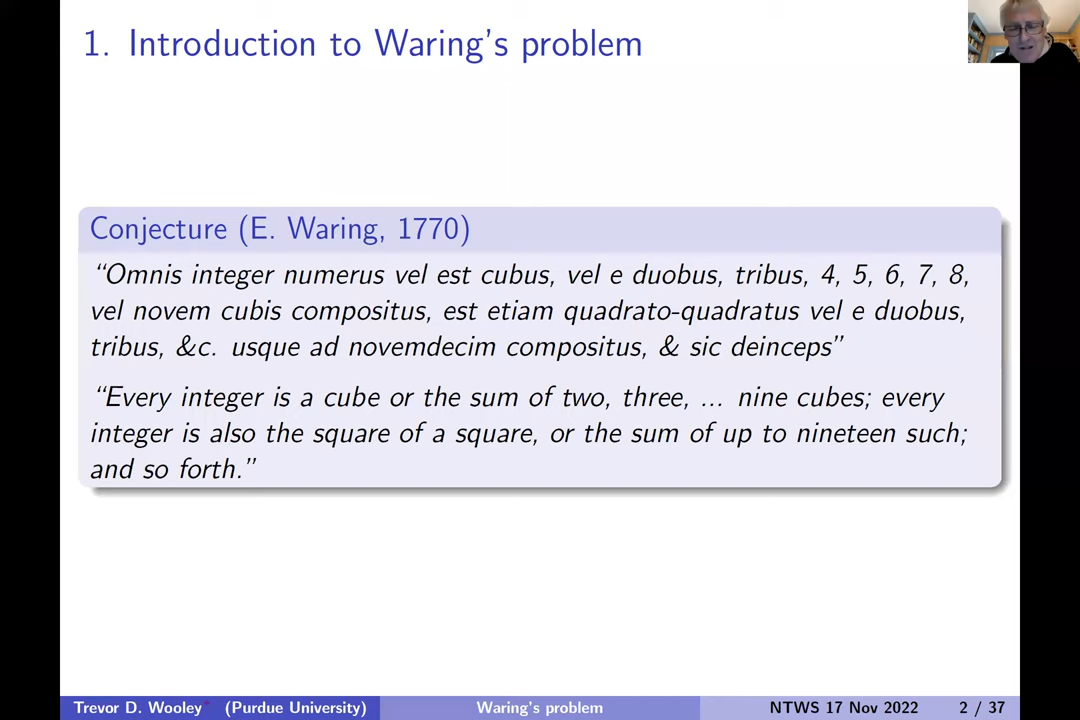 1. Introduction to Waring's problem
Conjecture (E. Waring, 1770)
"Omnis integer numerus vel est cubus, vel e duobus, tribus, 4, 5, 6, 7, 8,
vel novem cubis compositus, est etiam quadrato-quadratus vel e duobus,
tribus, &c. usque ad novemdecim compositus, & sic deinceps"
"Every integer is a cube or the sum of two, three, ... nine cubes; every
integer is also the square of a square, or the sum of up to nineteen such;
and so forth."
Trevor D. Wooley* (Purdue University) Waring's problem NTWS 17 Nov 2022 2 / 37